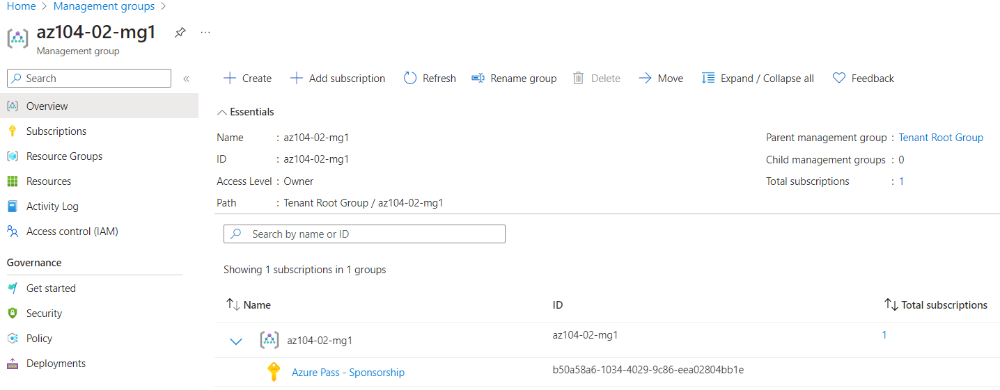 Home > Management groups >
az104-02-mg1 ...
Management group
Search «
Create Add subscription Refresh Rename group Delete Move Expand / Collapse all Feedback
Overview
Subscriptions
Resource Groups
Resources
Activity Log
Access control (IAM)
Governance
Get started
Security
Policy
Deployments
Essentials
Name : az104-02-mg1
ID : az104-02-mg1
Access Level : Owner
Path : Tenant Root Group / az104-02-mg1
Parent management group : Tenant Root Group
Child management groups : 0
Total subscriptions : 1
Search by name or ID
Showing 1 subscriptions in 1 groups
Name ID Total subscriptions
az104-02-mg1 az104-02-mg1 1
Azure Pass - Sponsorship b50a58a6-1034-4029-9c86-eea02804bb1e